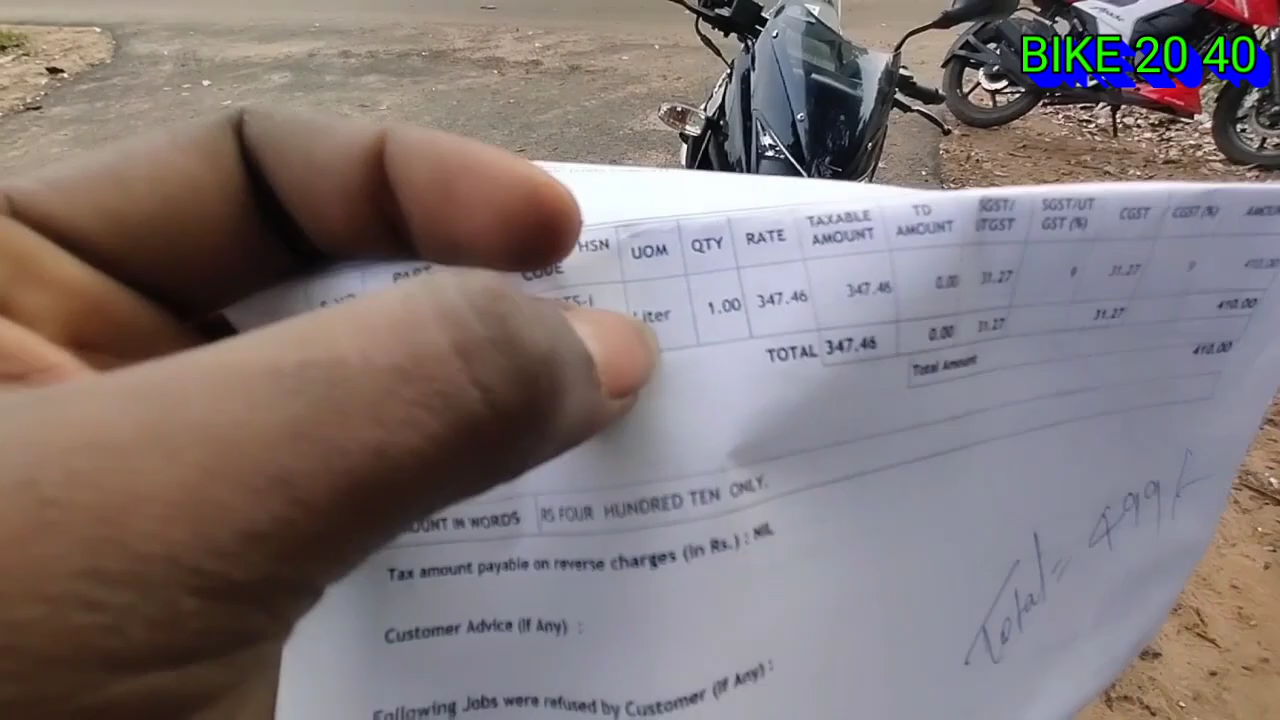 BIKE 20 40
HSN CODE UOM QTY RATE TAXABLE AMOUNT TD AMOUNT SGST/UTGST SGST/UT GST (%) CGST CGST (%)
1.00 347.46 347.46 0.00 31.27 9 31.27 9 410.00
TOTAL 347.46 0.00 31.27 31.27 410.00
Total Amount 410.00
IN WORDS RS FOUR HUNDRED TEN ONLY.
Tax amount payable on reverse charges (in Rs.) : NIL
Customer Advice (If Any) :
Total = 499/-
Following Jobs were refused by Customer (If Any) :